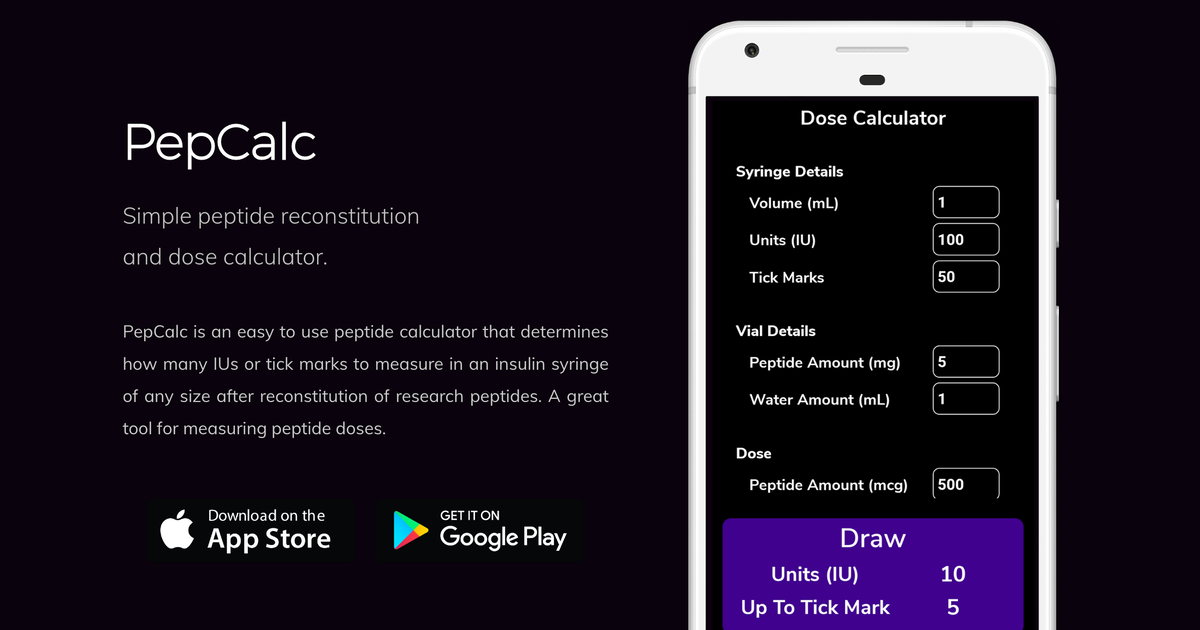 PepCalc
Simple peptide reconstitution
and dose calculator.
PepCalc is an easy to use peptide calculator that determines
how many IUs or tick marks to measure in an insulin syringe
of any size after reconstitution of research peptides. A great
tool for measuring peptide doses.
Download on the
App Store
GET IT ON
Google Play
Dose Calculator
Syringe Details
Volume (mL) 1
Units (IU) 100
Tick Marks 50
Vial Details
Peptide Amount (mg) 5
Water Amount (mL) 1
Dose
Peptide Amount (mcg) 500
Draw
Units (IU) 10
Up To Tick Mark 5